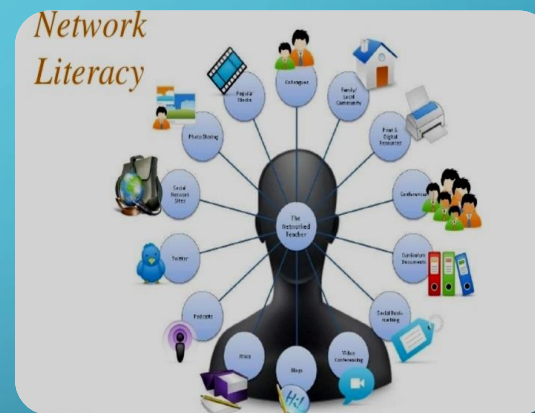 Network
Literacy
Colleagues
Popular
Media
Family/
Local
Community
Photo Sharing
Print &
Digital
Resources
Social
Network
Sites
Conferences
The
Networked
Teacher
Twitter
Curriculum
Documents
Podcasts
Social Book-
marking
Wikis
Blogs
Video
Conferencing